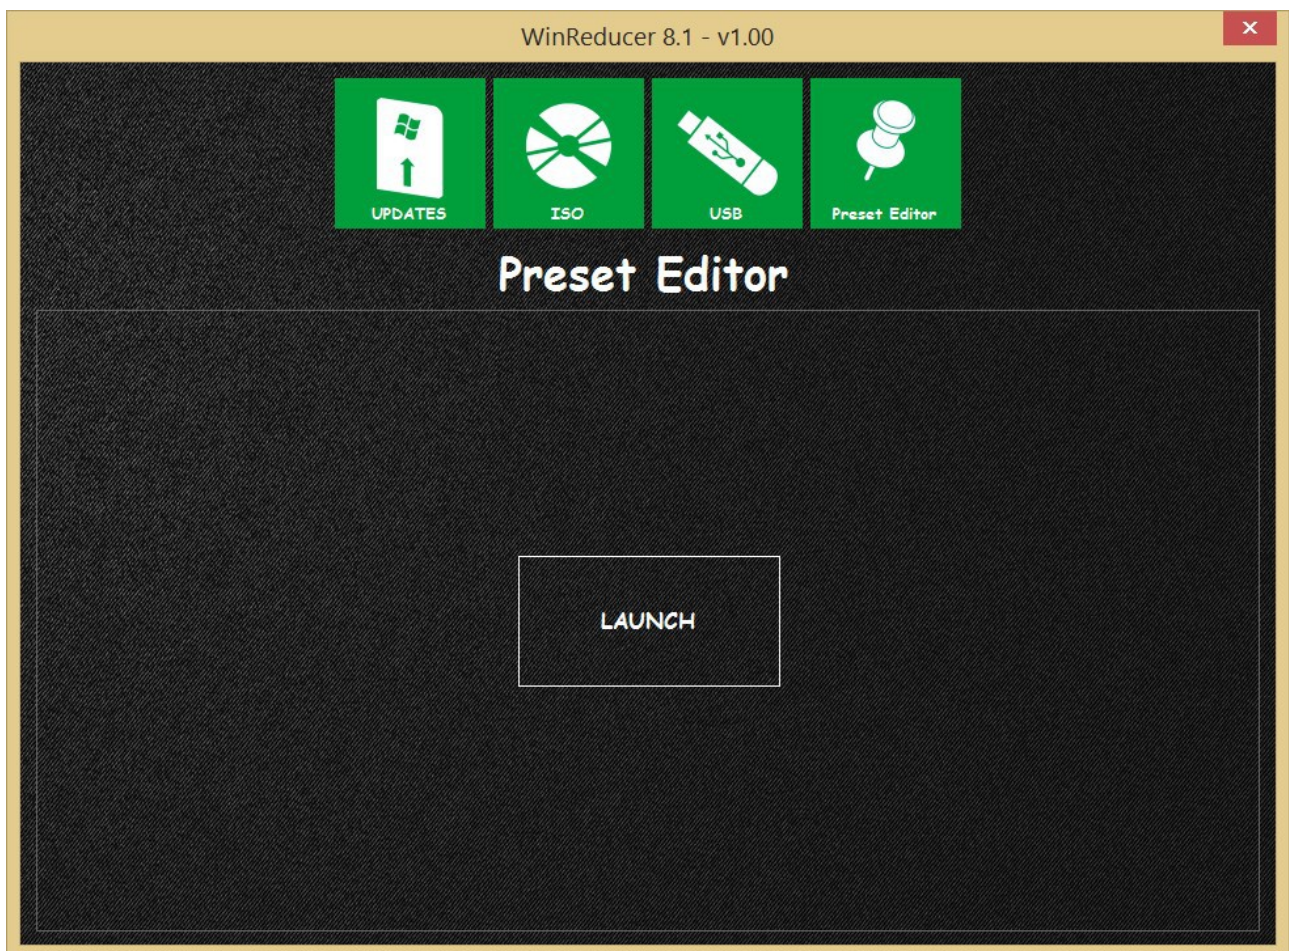 WinReducer 8.1 - v1.00
UPDATES ISO USB Preset Editor
Preset Editor
LAUNCH